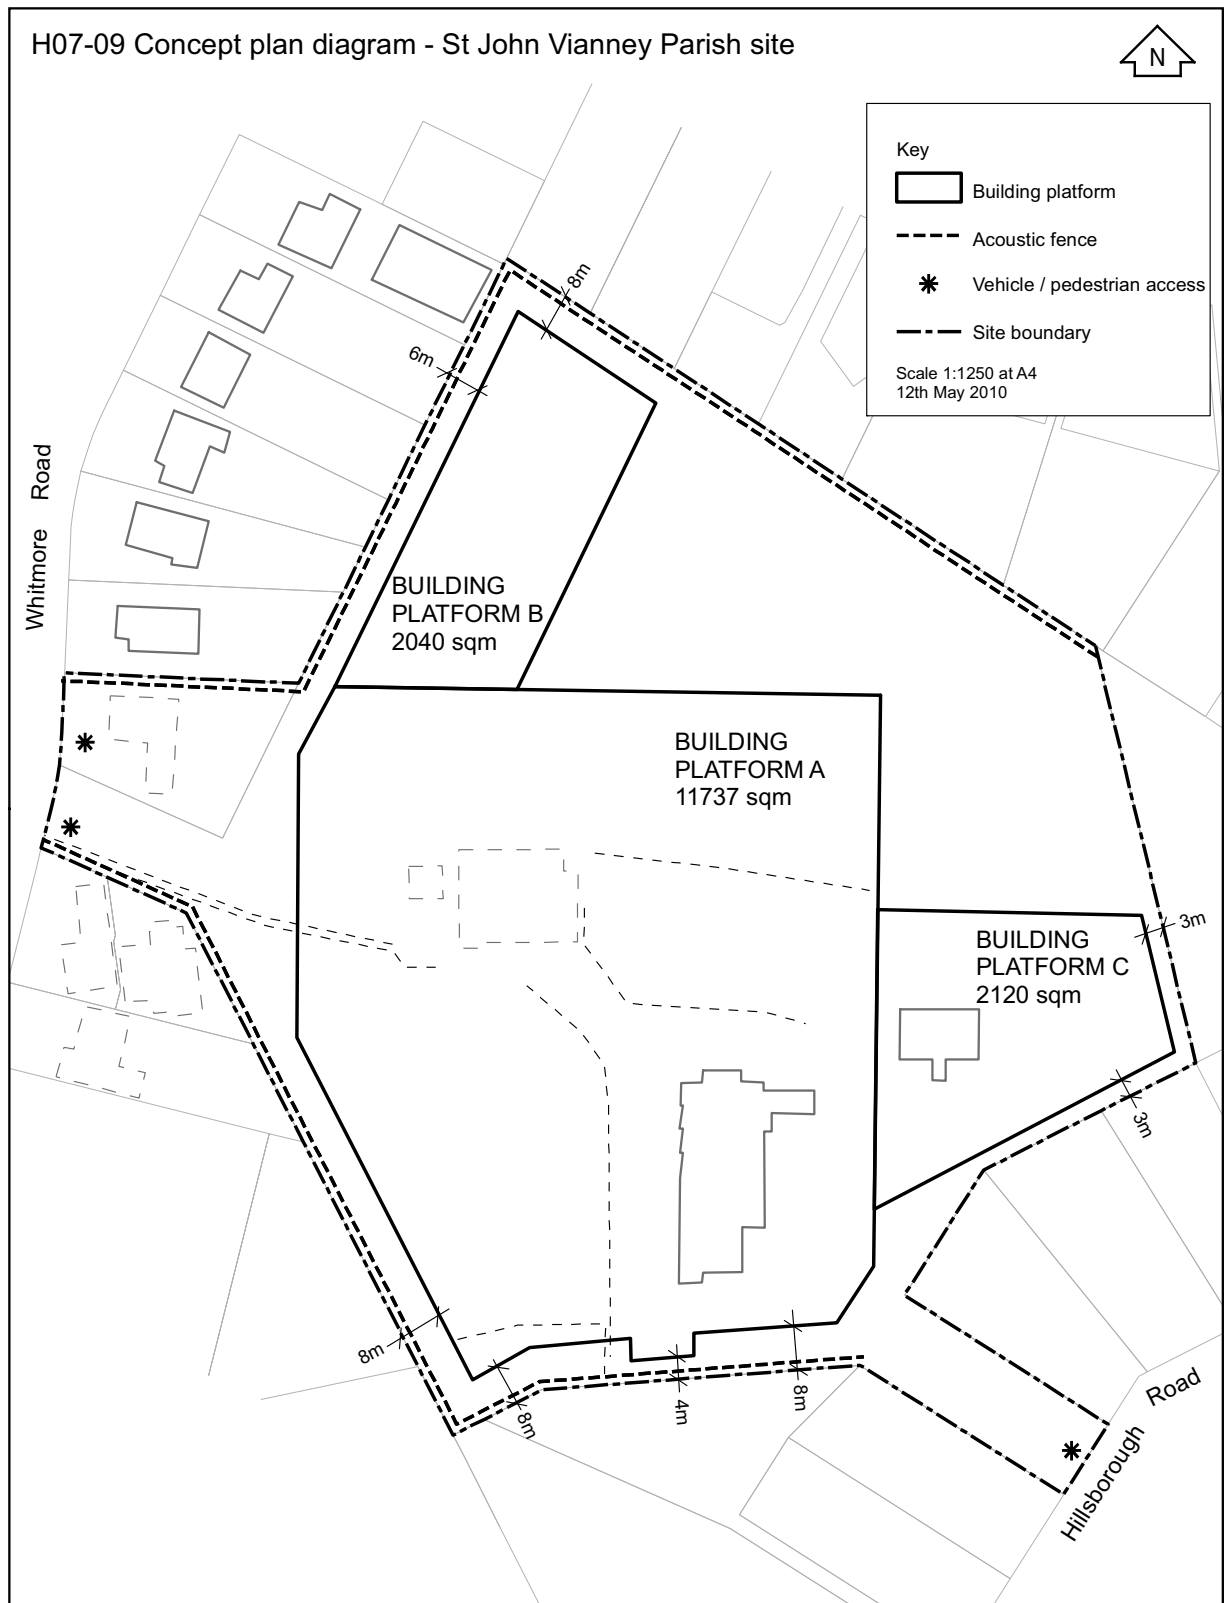 H07-09 Concept plan diagram - St John Vianney Parish site
N
Key
Building platform
Acoustic fence
Vehicle / pedestrian access
Site boundary
Scale 1:1250 at A4
12th May 2010
8m
6m
Whitmore Road
BUILDING
PLATFORM B
2040 sqm
BUILDING
PLATFORM A
11737 sqm
3m
BUILDING
PLATFORM C
2120 sqm
3m
8m
8m
4m
8m
Hillsborough Road